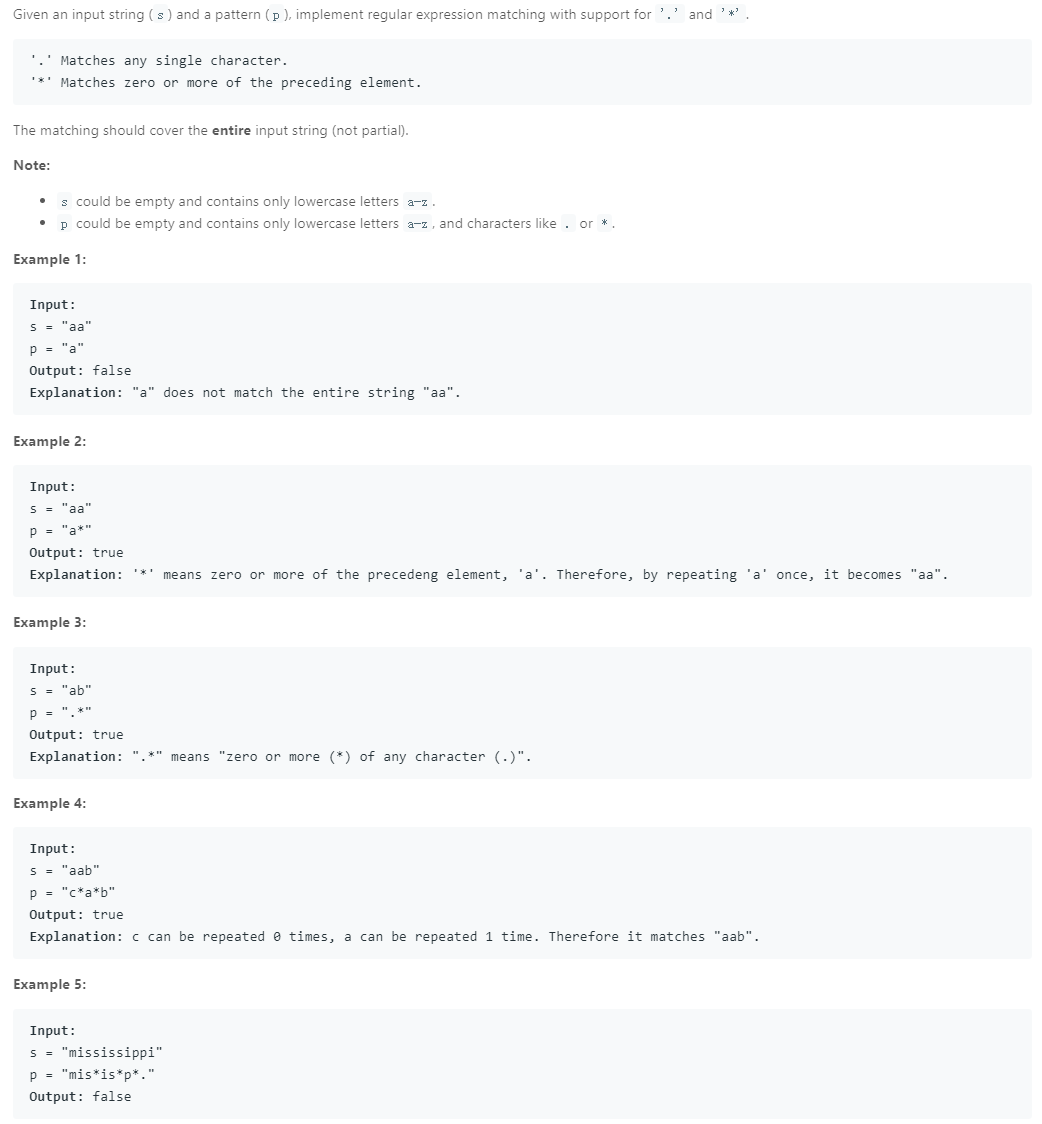 Given an input string ( s ) and a pattern ( p ), implement regular expression matching with support for '.' and '*' .
'.' Matches any single character.
'*' Matches zero or more of the preceding element.
The matching should cover the entire input string (not partial).
Note:
• s could be empty and contains only lowercase letters a-z .
• p could be empty and contains only lowercase letters a-z , and characters like . or * .
Example 1:
Input:
s = "aa"
p = "a"
Output: false
Explanation: "a" does not match the entire string "aa".
Example 2:
Input:
s = "aa"
p = "a*"
Output: true
Explanation: '*' means zero or more of the precedeng element, 'a'. Therefore, by repeating 'a' once, it becomes "aa".
Example 3:
Input:
s = "ab"
p = ".*"
Output: true
Explanation: ".*" means "zero or more (*) of any character (.)".
Example 4:
Input:
s = "aab"
p = "c*a*b"
Output: true
Explanation: c can be repeated 0 times, a can be repeated 1 time. Therefore it matches "aab".
Example 5:
Input:
s = "mississippi"
p = "mis*is*p*."
Output: false